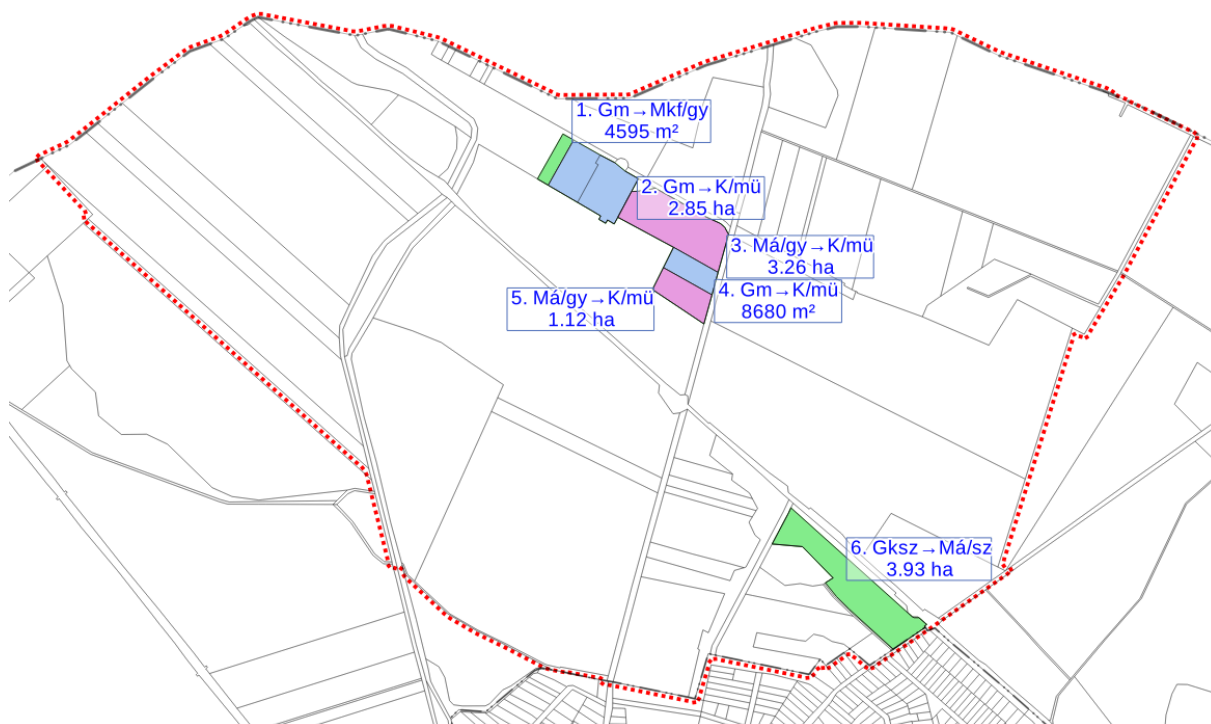 1. Gm→Mkf/gy
4595 m²
2. Gm→K/mü
2.85 ha
3. Má/gy→K/mü
3.26 ha
4. Gm→K/mü
8680 m²
5. Má/gy→K/mü
1.12 ha
6. Gksz→Má/sz
3.93 ha